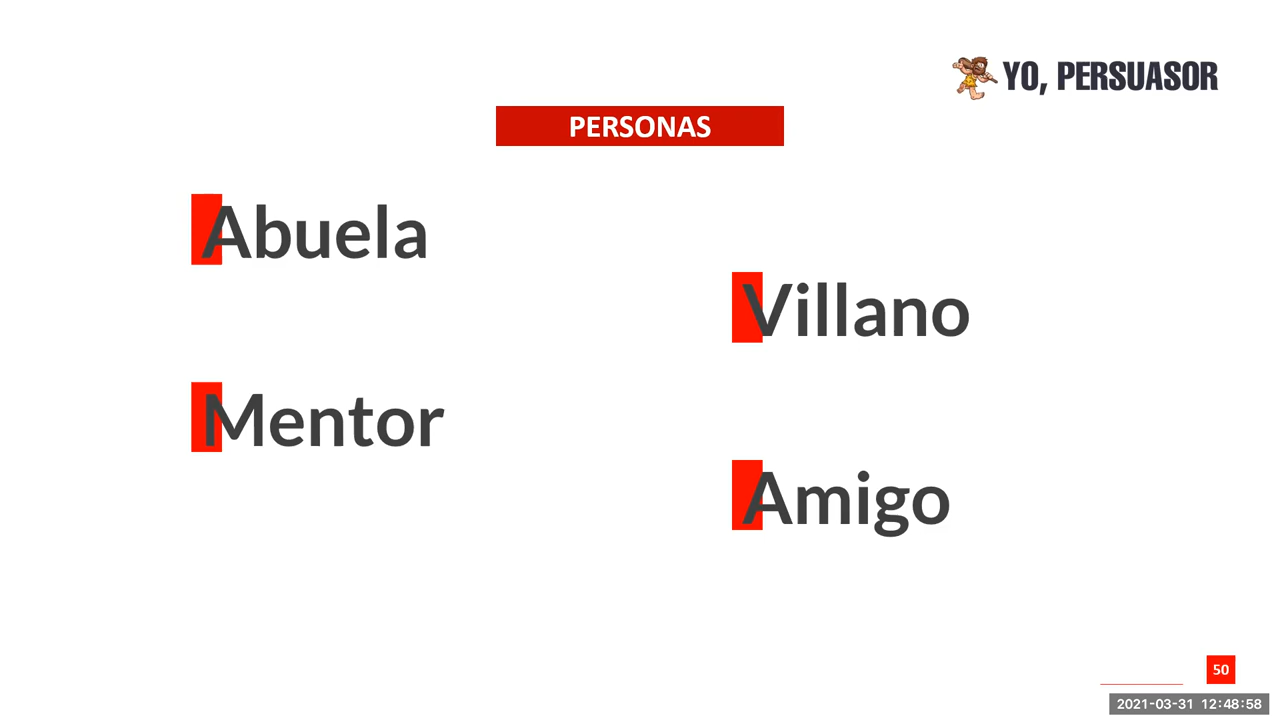 YO, PERSUASOR
PERSONAS
Abuela
Villano
Mentor
Amigo
50
2021-03-31 12:48:58